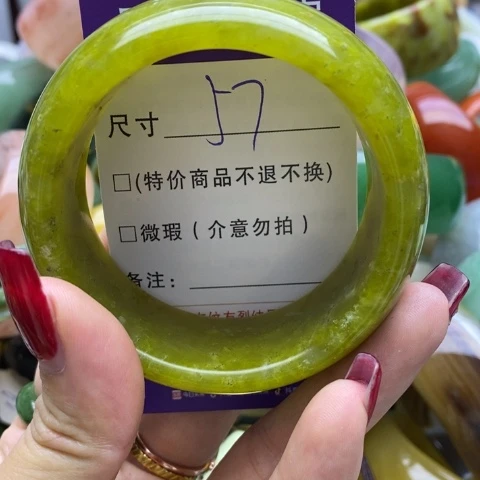 尺寸 57
□(特价商品不退不换)
□微瑕(介意勿拍)
备注：